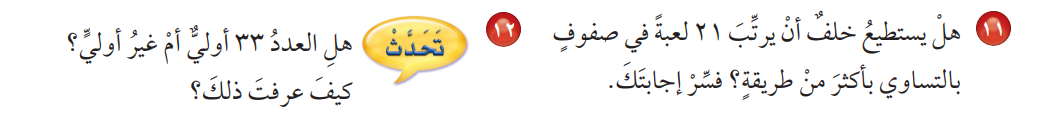 ١١ هلْ يستطيعُ خلفٌ أنْ يرتِّبَ ٢١ لعبةً في صفوفٍ
بالتساوي بأكثرَ منْ طريقةٍ؟ فسِّرْ إجابتَكَ.
١٢ تَحَدَّثْ هلِ العددُ ٣٣ أوليٌّ أمْ غيرُ أوليٍّ؟
كيفَ عرفتَ ذلكَ؟